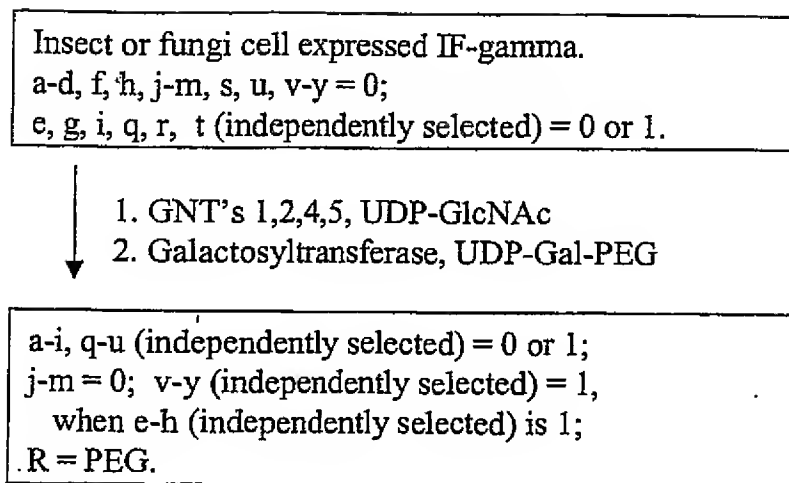 Insect or fungi cell expressed IF-gamma.
a-d, f, h, j-m, s, u, v-y = 0;
e, g, i, q, r, t (independently selected) = 0 or 1.
1. GNT's 1,2,4,5, UDP-GlcNAc
2. Galactosyltransferase, UDP-Gal-PEG
a-i, q-u (independently selected) = 0 or 1;
j-m = 0; v-y (independently selected) = 1,
when e-h (independently selected) is 1;
R = PEG.